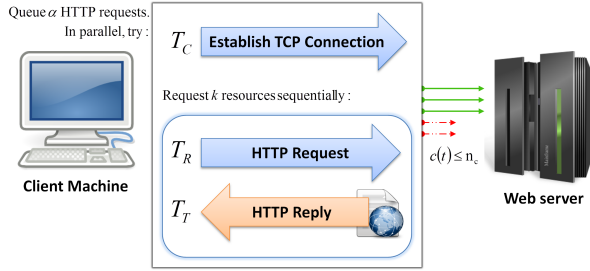 Queue α HTTP requests.
In parallel, try :
T_C Establish TCP Connection
Request k resources sequentially :
T_R HTTP Request
T_T HTTP Reply
c(t) ≤ n_c
Client Machine
Web server